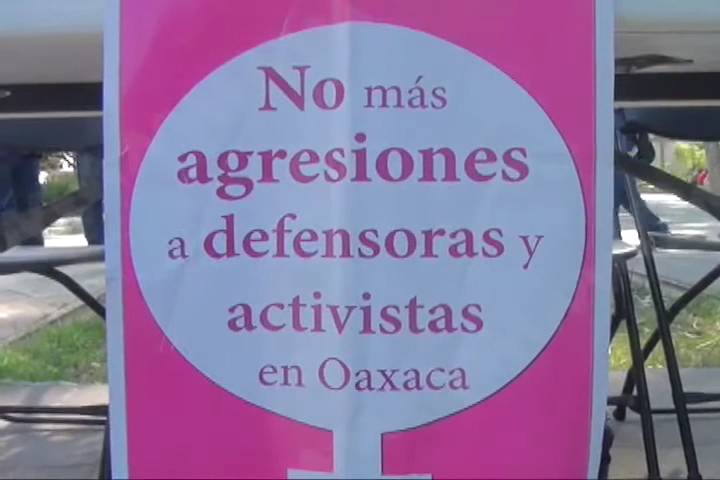 No más
agresiones
a defensoras y
activistas
en Oaxaca